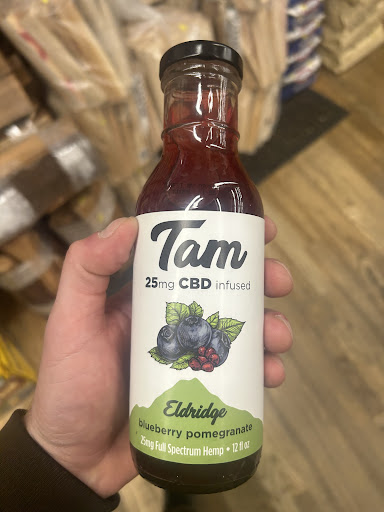 Tam
25mg CBD infused
Eldridge
blueberry pomegranate
25mg Full Spectrum Hemp • 12 fl oz